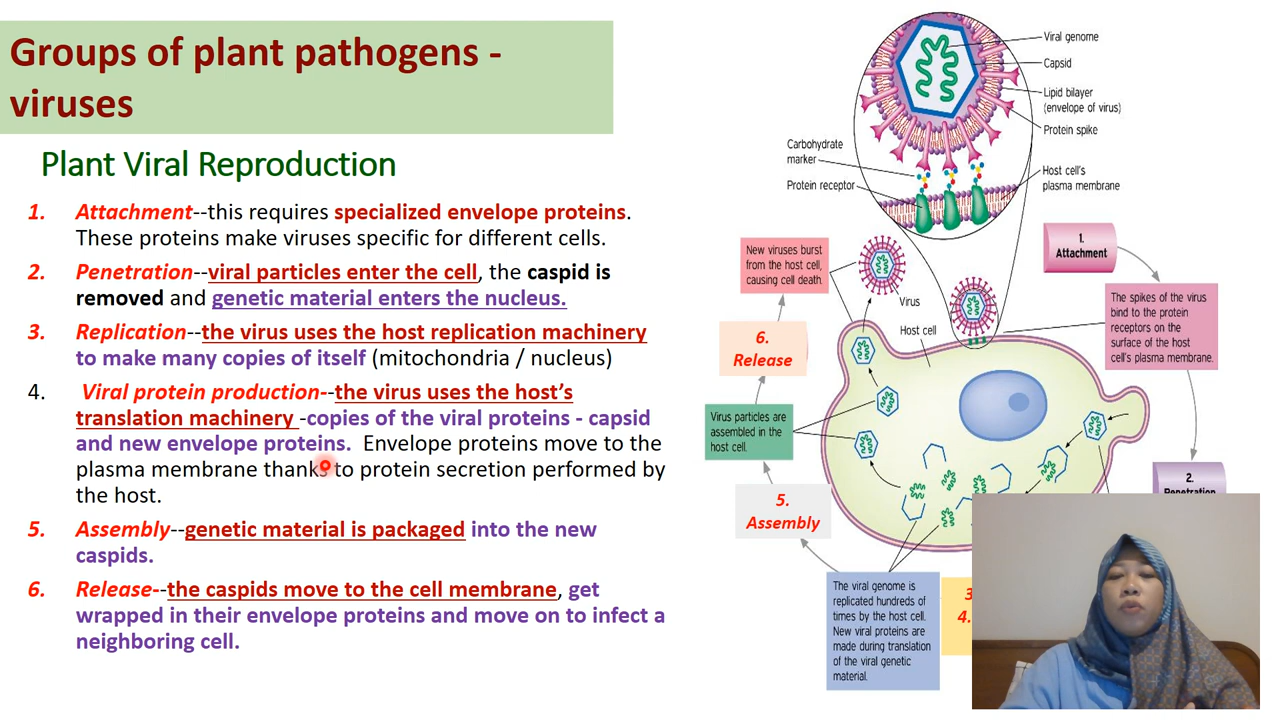 Groups of plant pathogens -
viruses
Plant Viral Reproduction
1. Attachment--this requires specialized envelope proteins.
These proteins make viruses specific for different cells.
2. Penetration--viral particles enter the cell, the caspid is
removed and genetic material enters the nucleus.
3. Replication--the virus uses the host replication machinery
to make many copies of itself (mitochondria / nucleus)
4. Viral protein production--the virus uses the host’s
translation machinery -copies of the viral proteins - capsid
and new envelope proteins. Envelope proteins move to the
plasma membrane thanks to protein secretion performed by
the host.
5. Assembly--genetic material is packaged into the new
caspids.
6. Release--the caspids move to the cell membrane, get
wrapped in their envelope proteins and move on to infect a
neighboring cell.
Viral genome
Capsid
Lipid bilayer
(envelope of virus)
Protein spike
Carbohydrate
marker
Protein receptor
Host cell's
plasma membrane
1.
Attachment
New viruses burst
from the host cell,
causing cell death.
Virus
Host cell
The spikes of the virus
bind to the protein
receptors on the
surface of the host
cell's plasma membrane.
6.
Release
Virus particles are
assembled in the
host cell.
2.
Penetration
5.
Assembly
The viral genome is
replicated hundreds of
times by the host cell.
New viral proteins are
made during translation
of the viral genetic
material.
3
4.